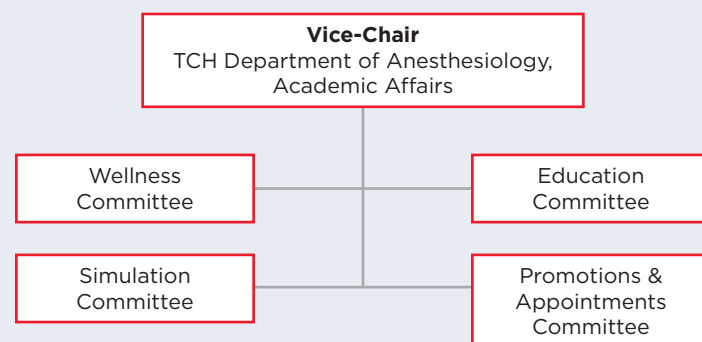 Vice-Chair
TCH Department of Anesthesiology,
Academic Affairs
Wellness
Committee
Education
Committee
Simulation
Committee
Promotions &
Appointments
Committee